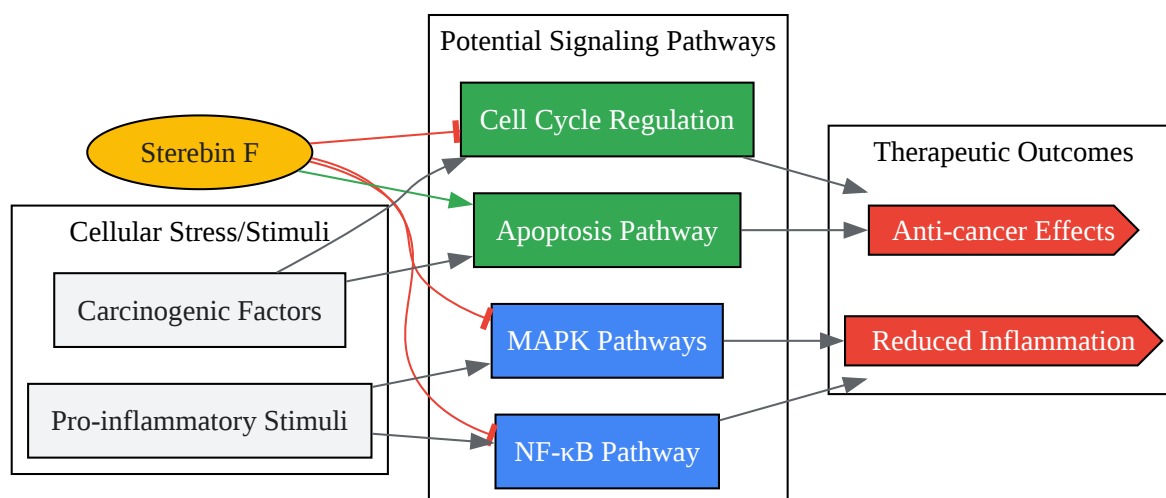 Potential Signaling Pathways
Cell Cycle Regulation
Sterebin F
Therapeutic Outcomes
Cellular Stress/Stimuli
Apoptosis Pathway
Anti-cancer Effects
Carcinogenic Factors
MAPK Pathways
Reduced Inflammation
Pro-inflammatory Stimuli
NF-κB Pathway